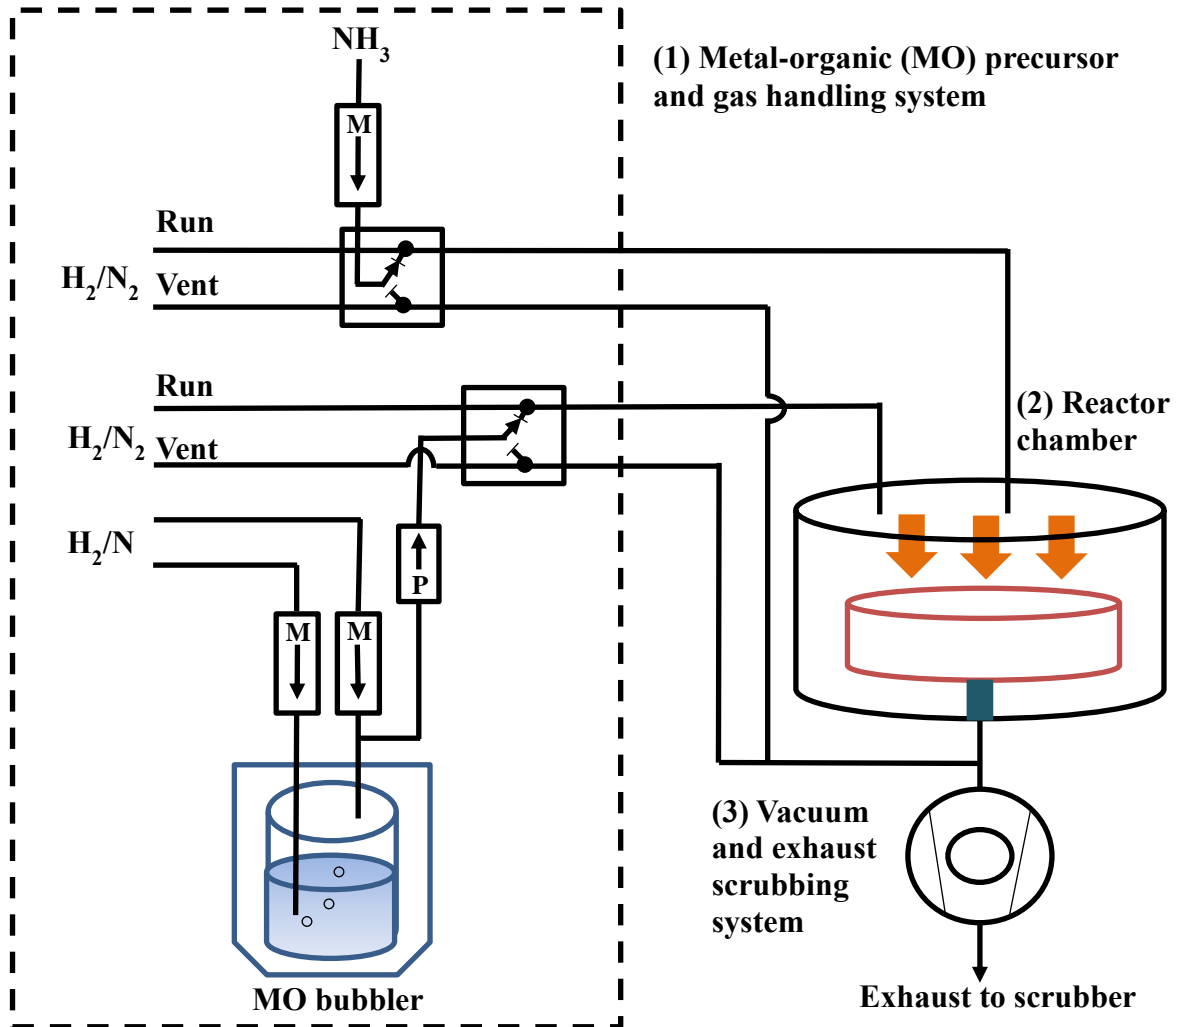 NH3
(1) Metal-organic (MO) precursor
and gas handling system
M
Run
H2/N2
Vent
Run
H2/N2
Vent
(2) Reactor
chamber
H2/N
P
M
M
(3) Vacuum
and exhaust
scrubbing
system
MO bubbler
Exhaust to scrubber